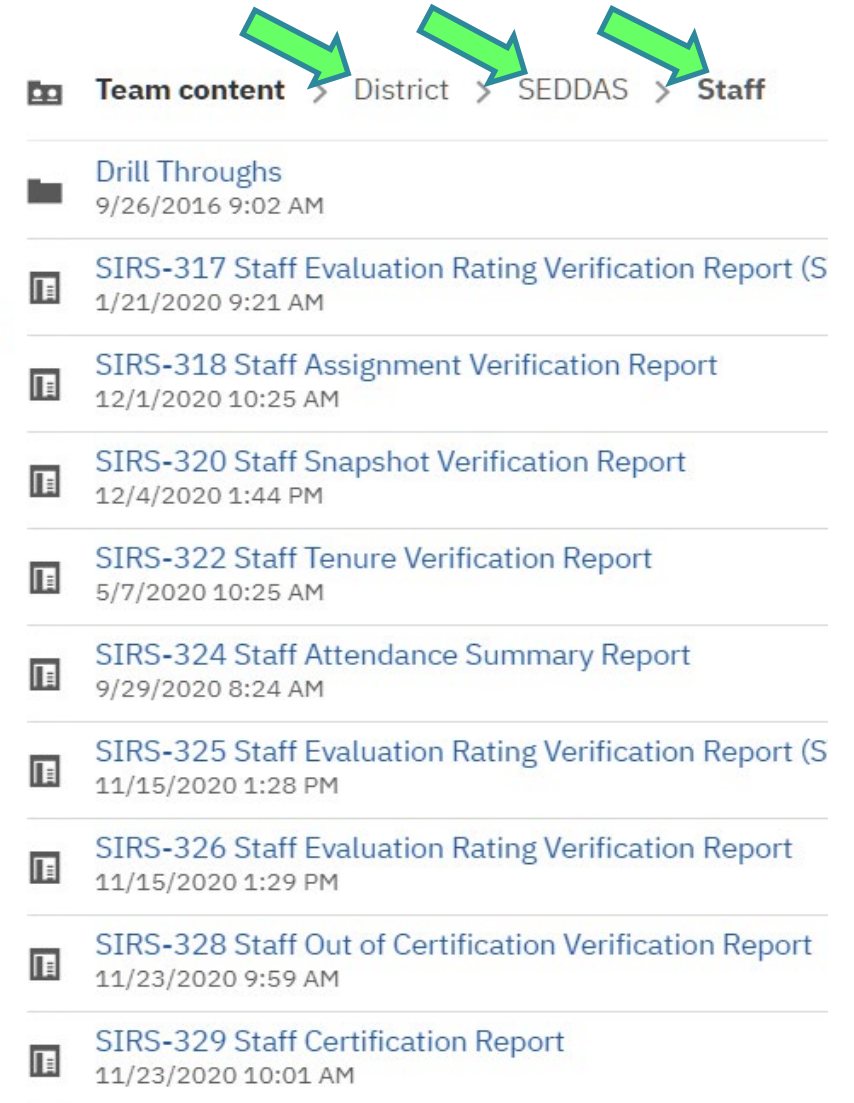 Team content > District > SEDDAS > Staff
Drill Throughs
9/26/2016 9:02 AM
SIRS-317 Staff Evaluation Rating Verification Report (S
1/21/2020 9:21 AM
SIRS-318 Staff Assignment Verification Report
12/1/2020 10:25 AM
SIRS-320 Staff Snapshot Verification Report
12/4/2020 1:44 PM
SIRS-322 Staff Tenure Verification Report
5/7/2020 10:25 AM
SIRS-324 Staff Attendance Summary Report
9/29/2020 8:24 AM
SIRS-325 Staff Evaluation Rating Verification Report (S
11/15/2020 1:28 PM
SIRS-326 Staff Evaluation Rating Verification Report
11/15/2020 1:29 PM
SIRS-328 Staff Out of Certification Verification Report
11/23/2020 9:59 AM
SIRS-329 Staff Certification Report
11/23/2020 10:01 AM